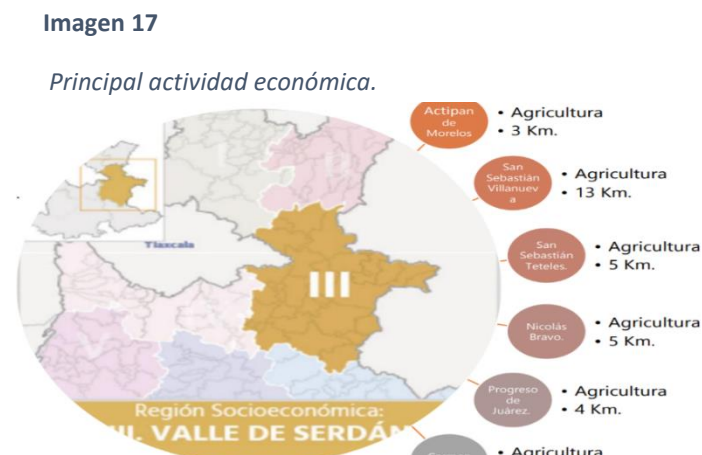 Imagen 17
Principal actividad económica.
Actipan
de
Morelos
• Agricultura
• 3 Km.
San
Sebastián
Villanuev
a
• Agricultura
• 13 Km.
San
Sebastián
Teteles.
• Agricultura
• 5 Km.
Nicolás
Bravo.
• Agricultura
• 5 Km.
Progreso
de
Juárez.
• Agricultura
• 4 Km.
• Agricultura
Tlaxcala
I
II
III
V
Región Socioeconómica:
III. VALLE DE SERDÁN